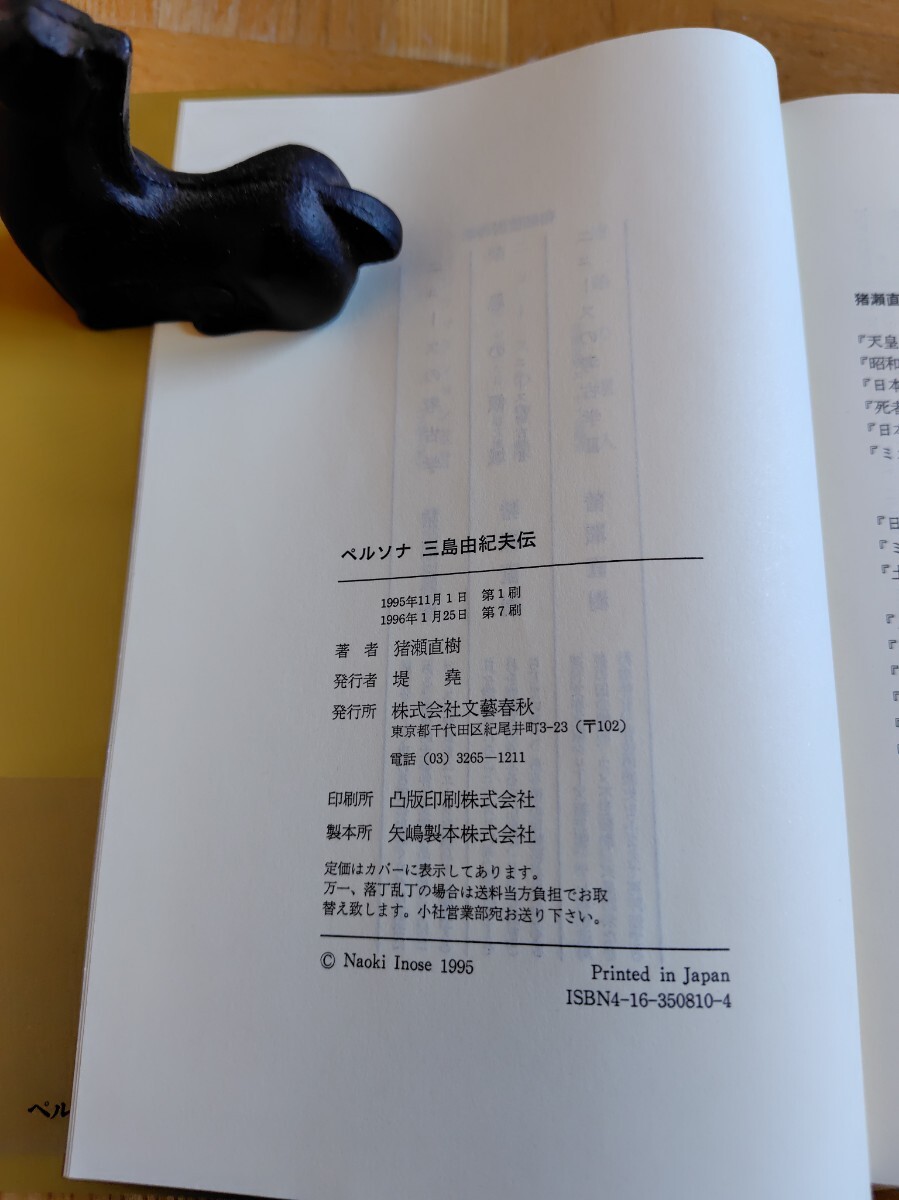 ペルソナ 三島由紀夫伝
1995年11月1日 第1刷
1996年1月25日 第7刷
著 者 猪瀬直樹
発行者 堤 堯
発行所 株式会社文藝春秋
東京都千代田区紀尾井町3-23（〒102）
電話（03）3265―1211
印刷所 凸版印刷株式会社
製本所 矢嶋製本株式会社
定価はカバーに表示してあります。
万一、落丁乱丁の場合は送料当方負担でお取
替え致します。小社営業部宛お送り下さい。
© Naoki Inose 1995
Printed in Japan
ISBN4-16-350810-4
猪瀬直
『天皇
『昭和
『日本
『死者
『日本
『ミカ
『日
『ミ
『土
ペル